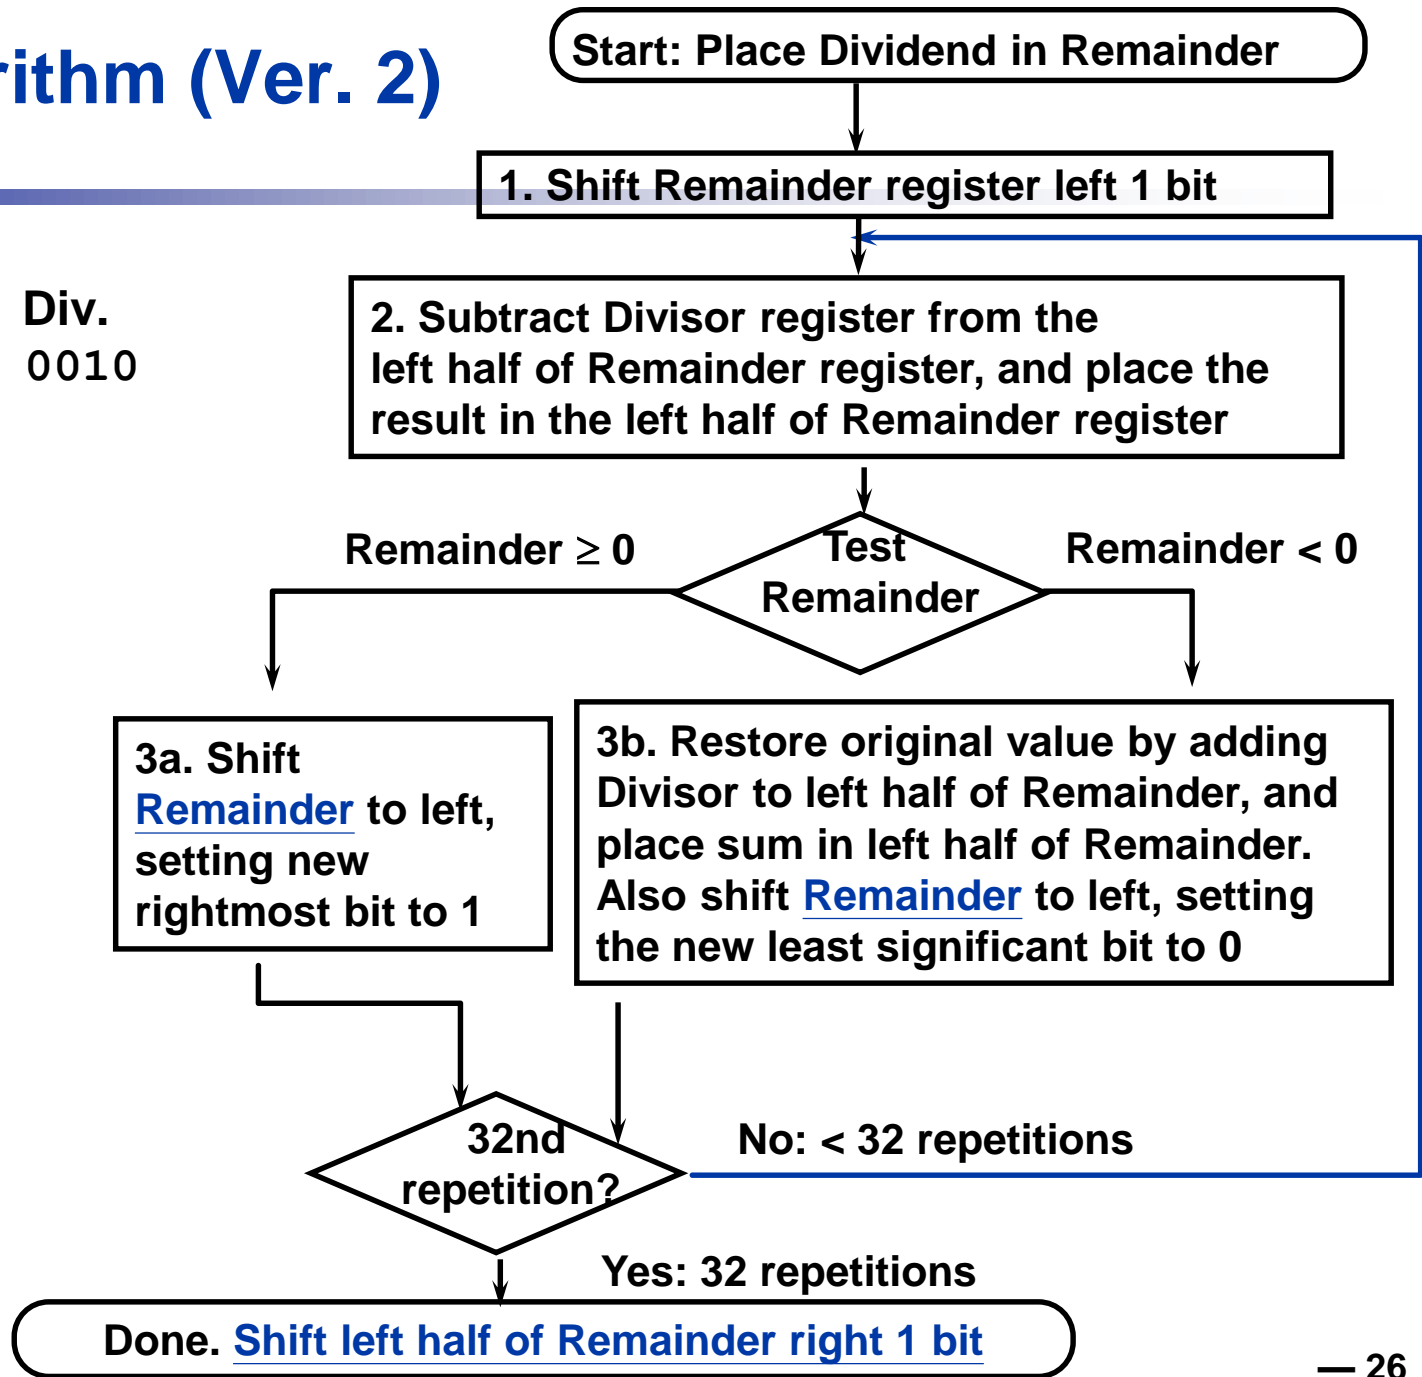 rithm (Ver. 2)
Start: Place Dividend in Remainder
1. Shift Remainder register left 1 bit
Div.
0010
2. Subtract Divisor register from the
left half of Remainder register, and place the
result in the left half of Remainder register
Remainder ≥ 0
Test
Remainder
Remainder < 0
3a. Shift
Remainder to left,
setting new
rightmost bit to 1
3b. Restore original value by adding
Divisor to left half of Remainder, and
place sum in left half of Remainder.
Also shift Remainder to left, setting
the new least significant bit to 0
32nd
repetition?
No: < 32 repetitions
Yes: 32 repetitions
Done. Shift left half of Remainder right 1 bit
— 26